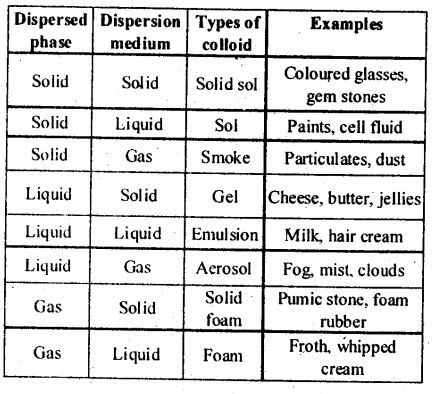 Dispersed phase | Dispersion medium | Types of colloid | Examples
Solid | Solid | Solid sol | Coloured glasses, gem stones
Solid | Liquid | Sol | Paints, cell fluid
Solid | Gas | Smoke | Particulates, dust
Liquid | Solid | Gel | Cheese, butter, jellies
Liquid | Liquid | Emulsion | Milk, hair cream
Liquid | Gas | Aerosol | Fog, mist, clouds
Gas | Solid | Solid foam | Pumic stone, foam rubber
Gas | Liquid | Foam | Froth, whipped cream